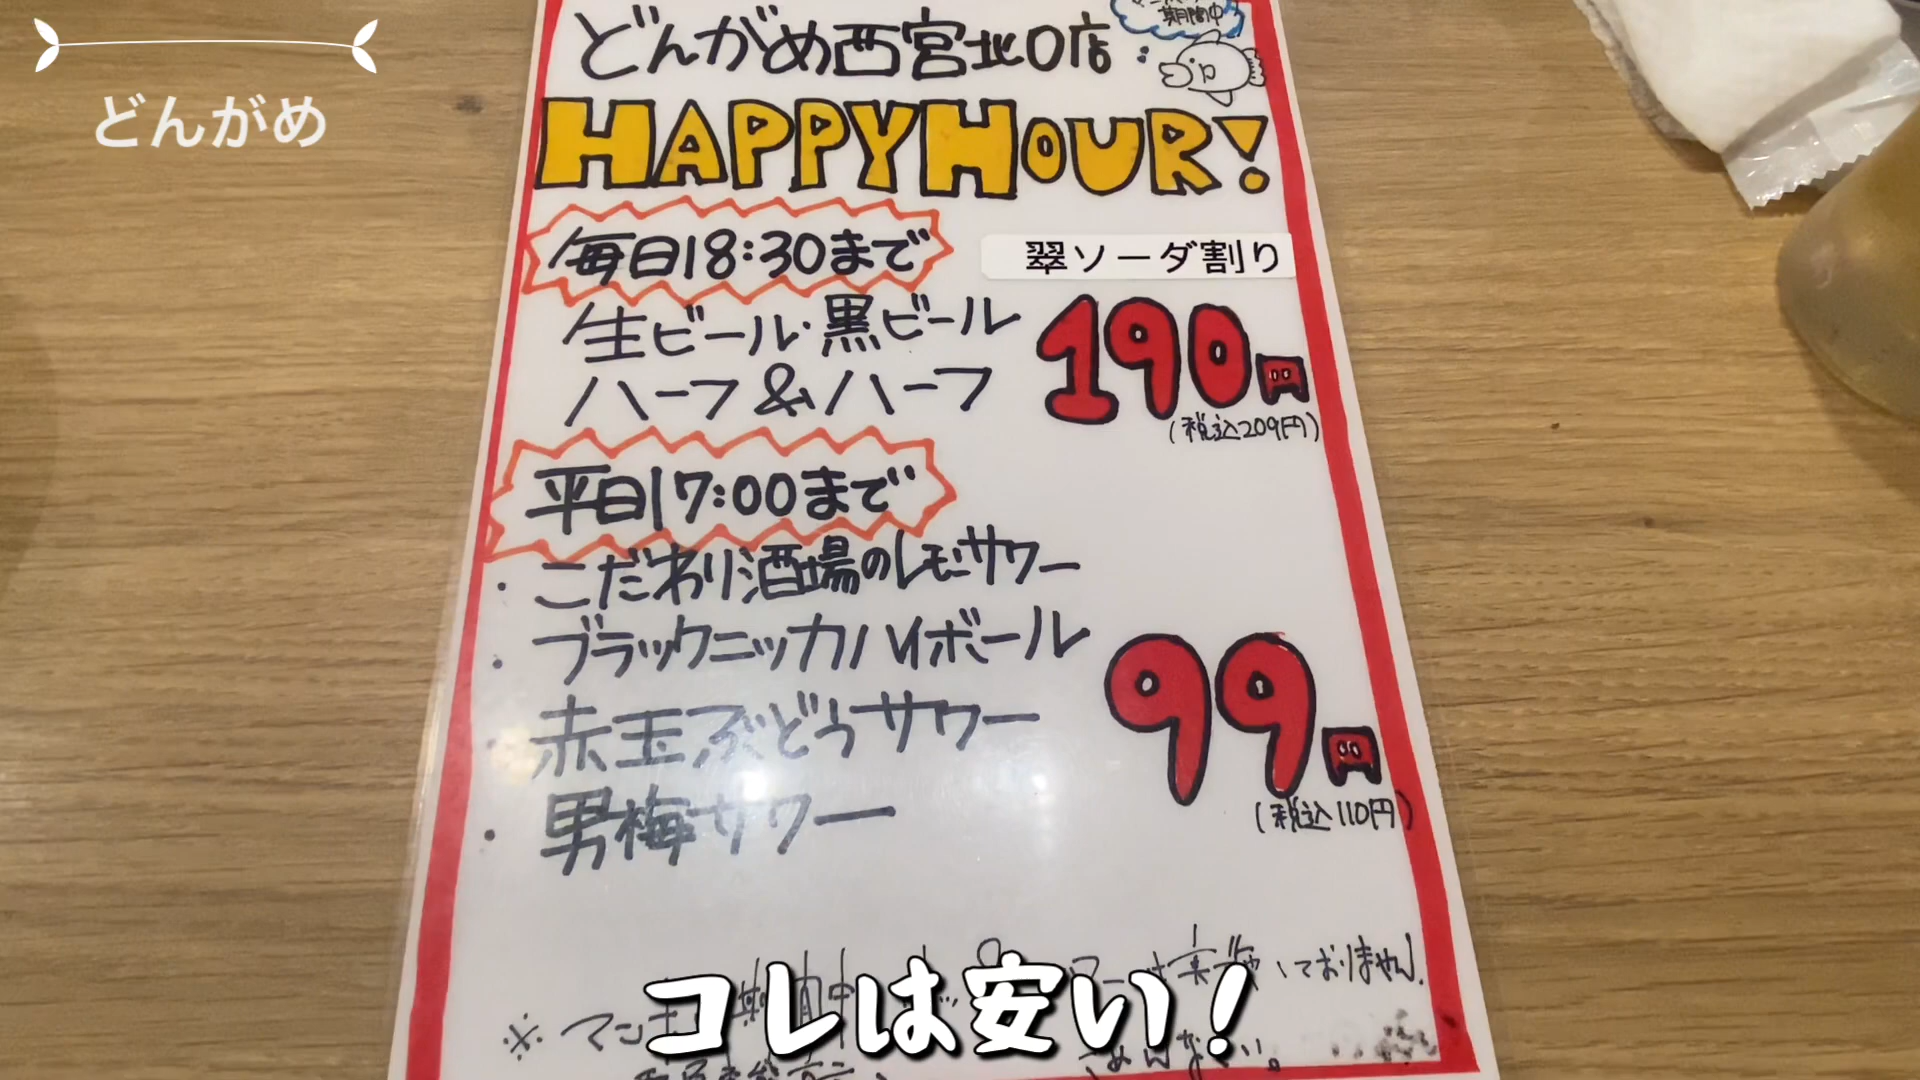 どんがめ
期間中
どんがめ西宮北口店
HAPPY HOUR!
毎日18:30まで
翠ソーダ割り
生ビール・黒ビール
ハーフ&ハーフ
190円
(税込209円)
平日17:00まで
・こだわり酒場のレモンサワー
・ブラックニッカハイボール
・赤玉ぶどうサワー
・男梅サワー
99円
(税込110円)
ておりません。
コレは安い!